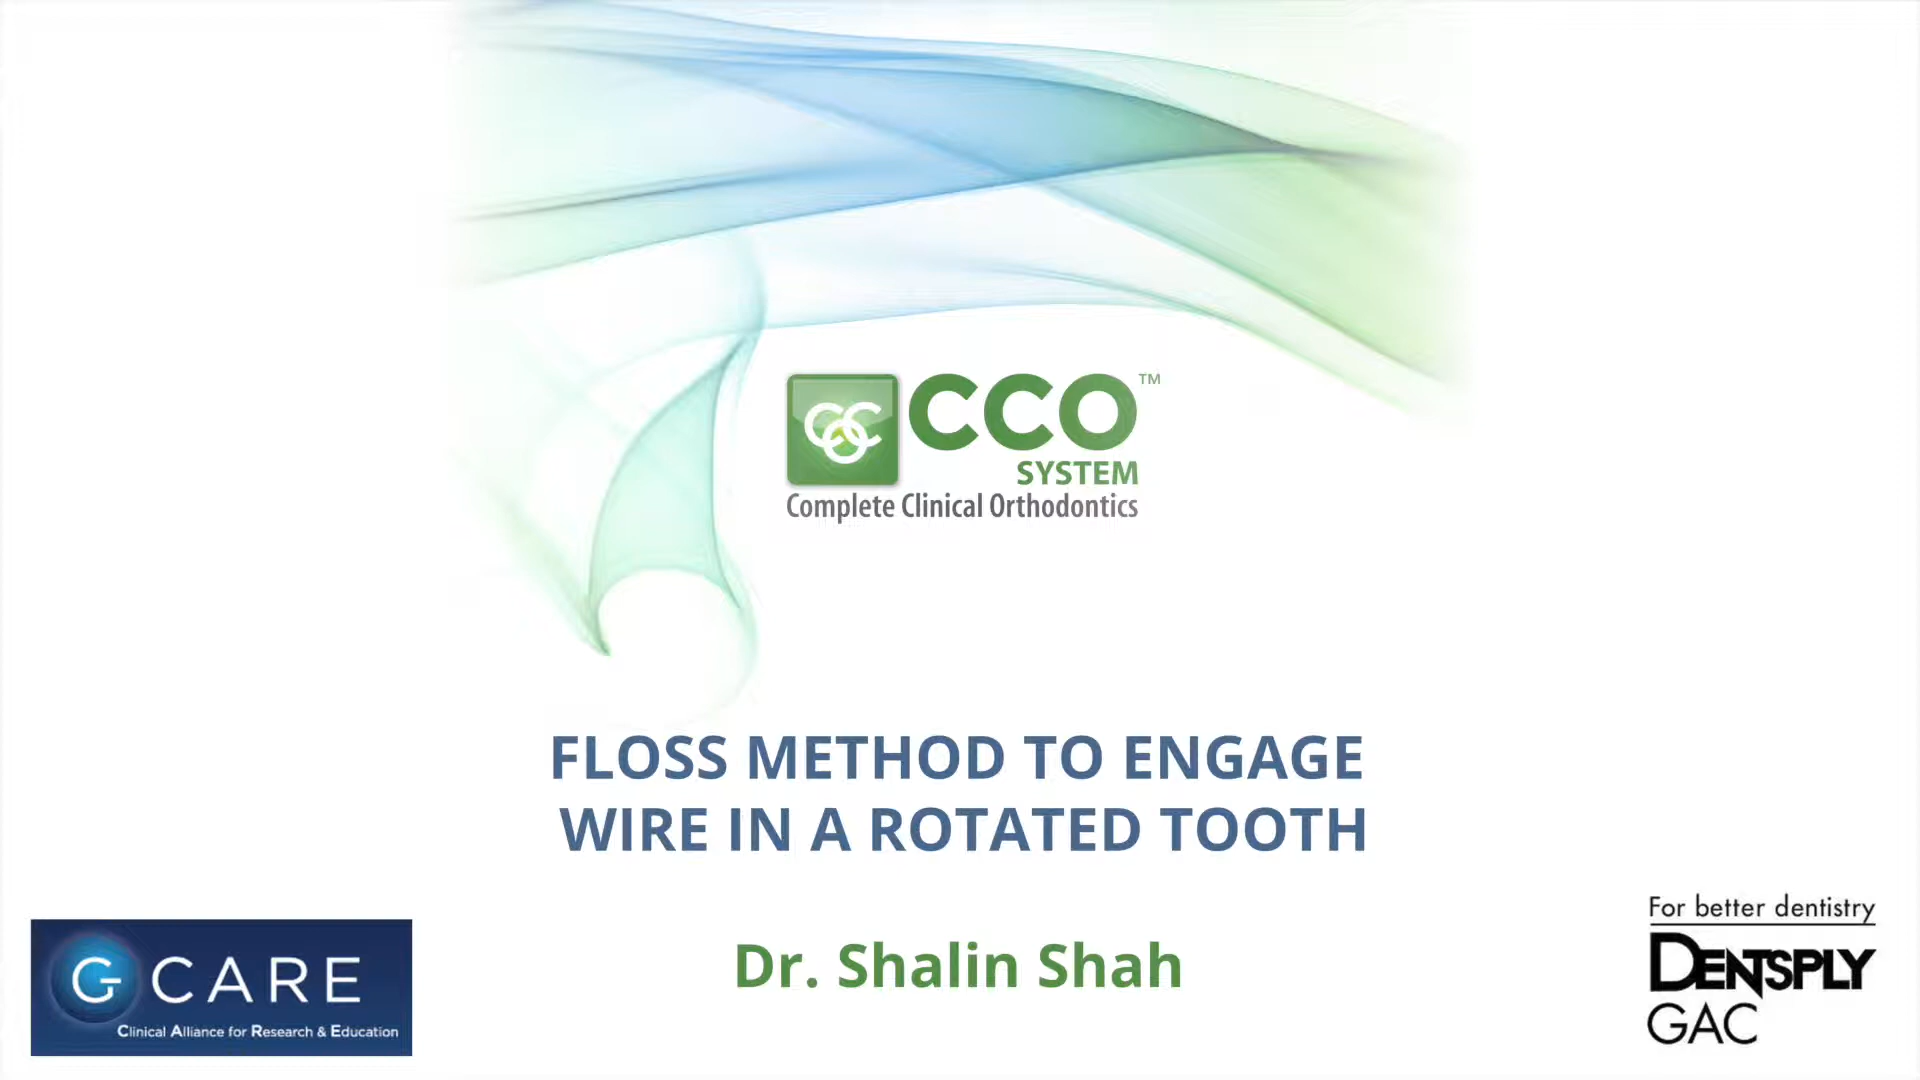 CCO CCO™
SYSTEM
Complete Clinical Orthodontics
FLOSS METHOD TO ENGAGE
WIRE IN A ROTATED TOOTH
Dr. Shalin Shah
G CARE
Clinical Alliance for Research & Education
For better dentistry
DENTSPLY
GAC